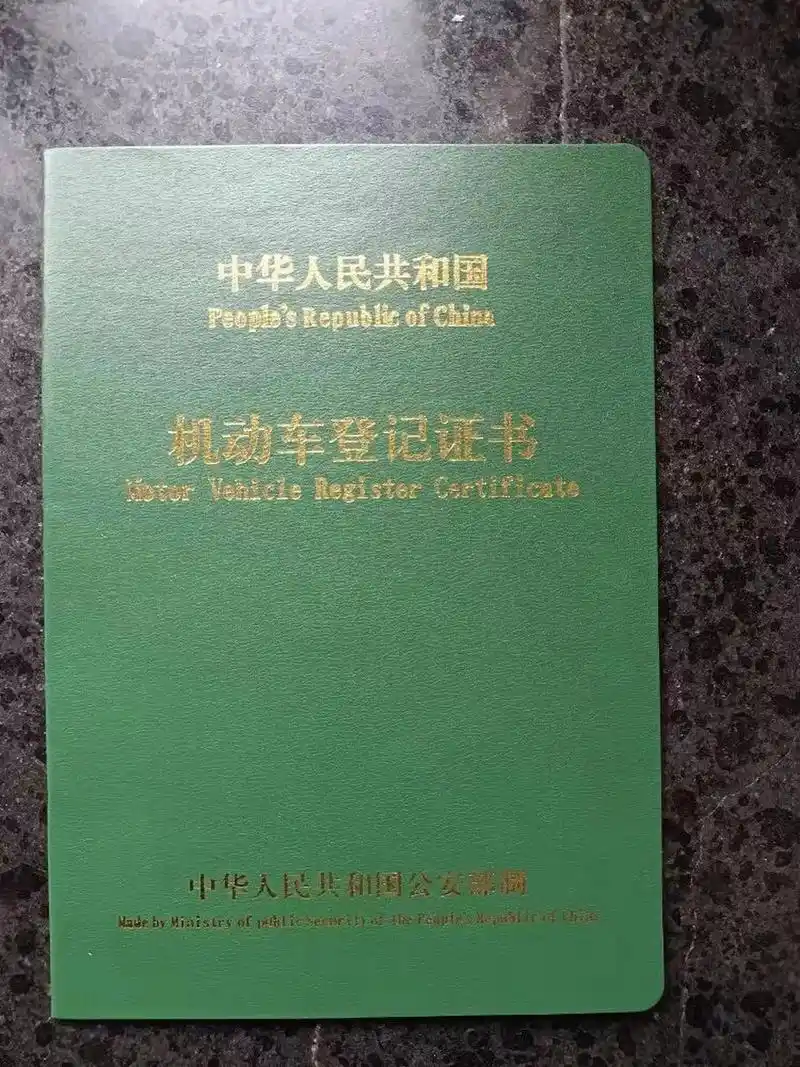 中华人民共和国
People's Republic of China
机动车登记证书
Motor Vehicle Register Certificate
中华人民共和国公安部制
Made by Ministry of public Security of the People's Republic of China